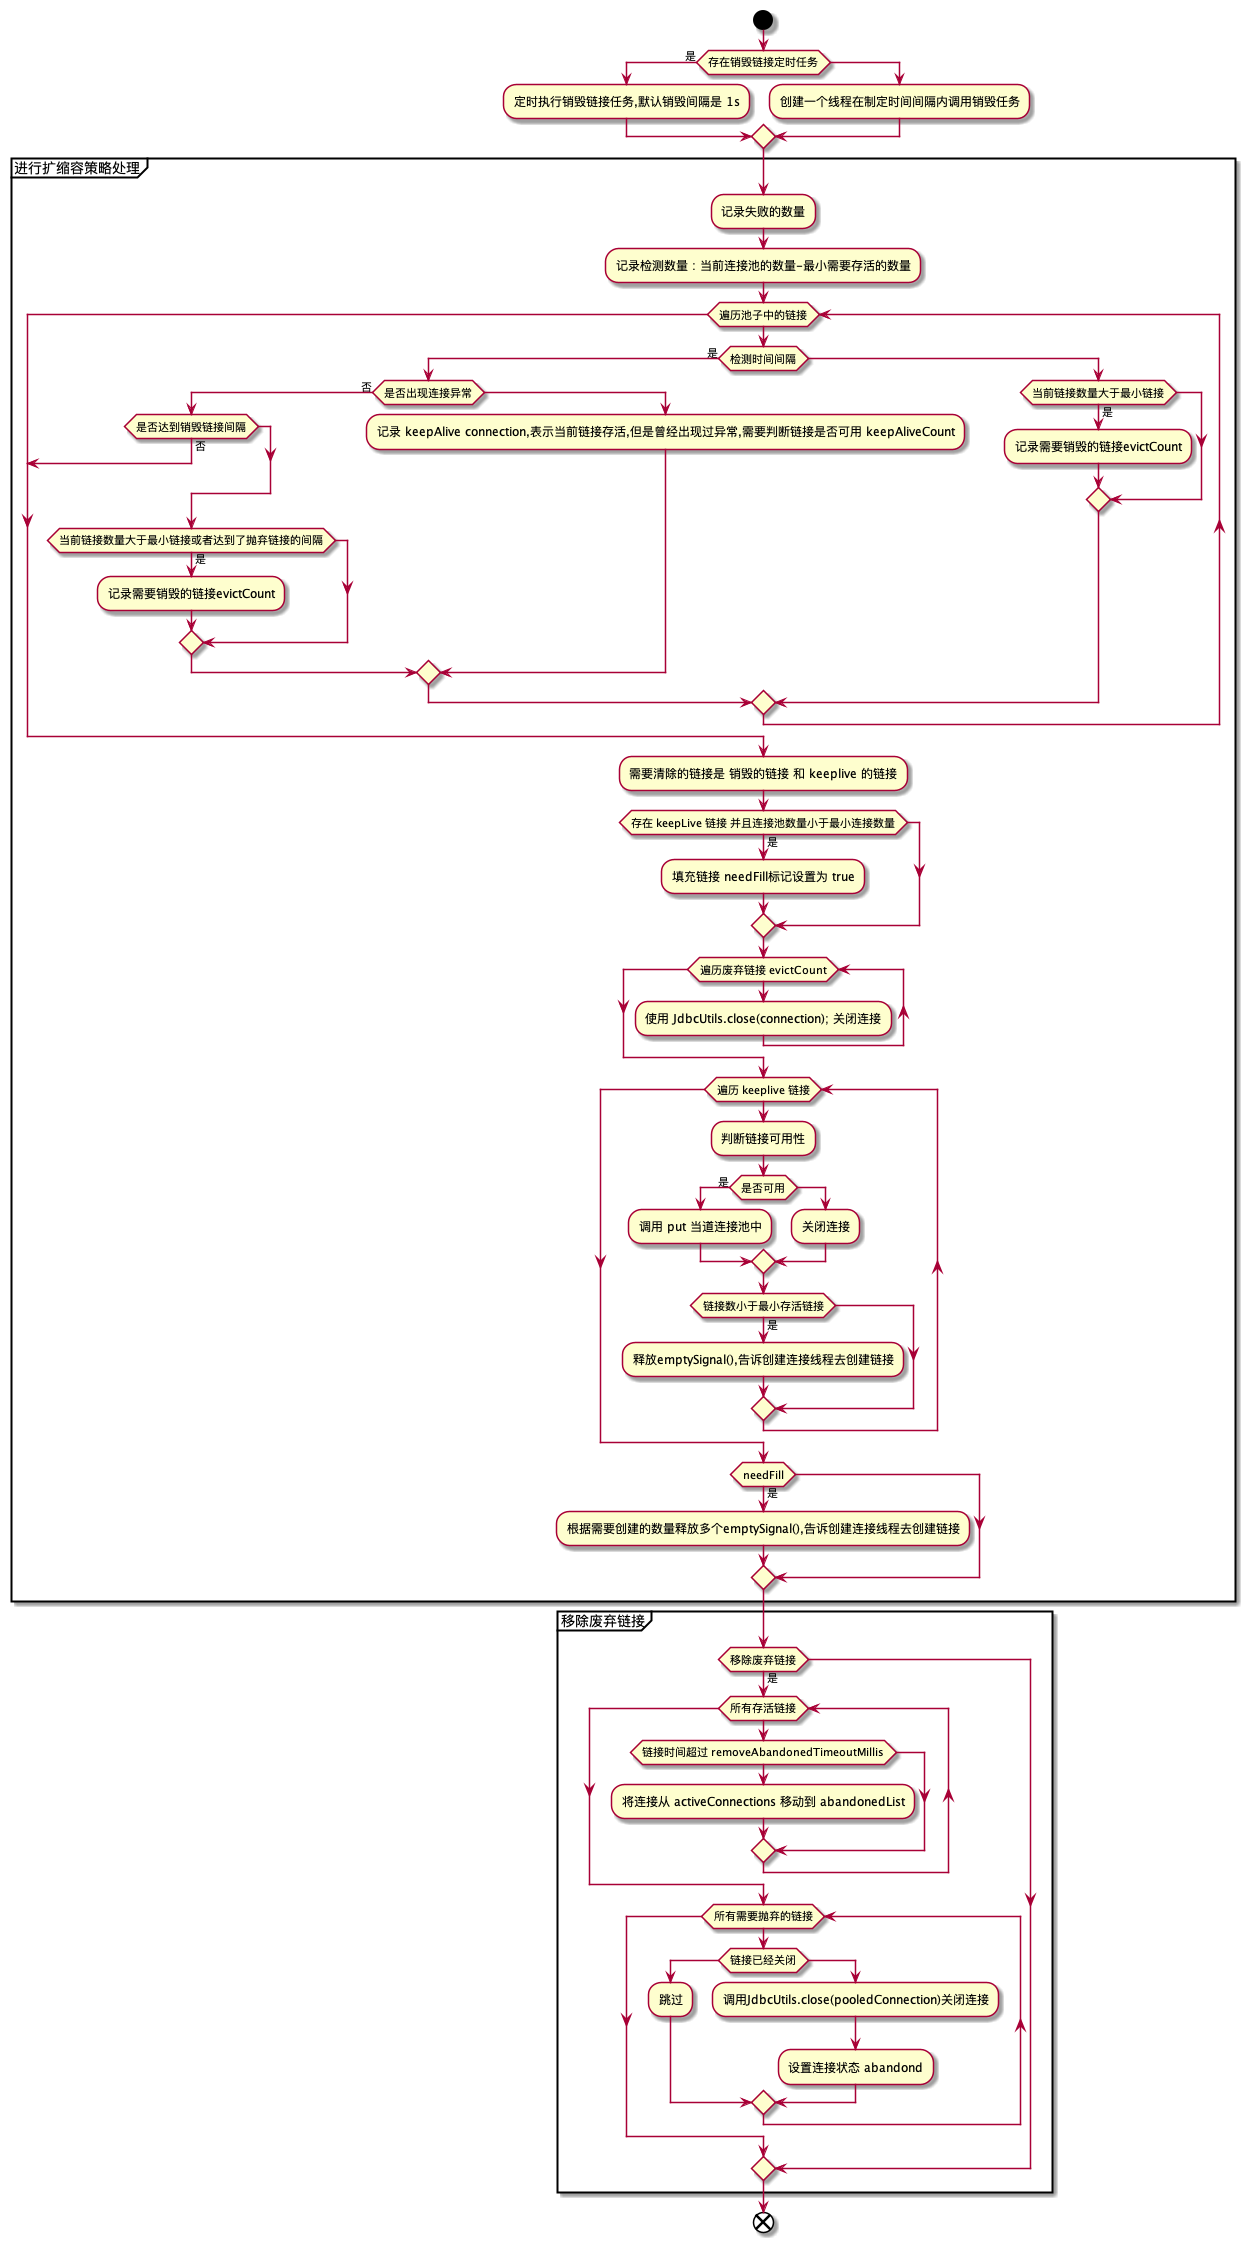 存在销毁链接定时任务
是
定时执行销毁链接任务,默认销毁间隔是 1s
创建一个线程在制定时间间隔内调用销毁任务
进行扩缩容策略处理
记录失败的数量
记录检测数量：当前连接池的数量-最小需要存活的数量
遍历池子中的链接
检测时间间隔
是
是否出现连接异常
否
是否达到销毁链接间隔
否
当前链接数量大于最小链接或者达到了抛弃链接的间隔
是
记录需要销毁的链接evictCount
记录 keepAlive connection,表示当前链接存活,但是曾经出现过异常,需要判断链接是否可用 keepAliveCount
当前链接数量大于最小链接
是
记录需要销毁的链接evictCount
需要清除的链接是 销毁的链接 和 keeplive 的链接
存在 keepLive 链接 并且连接池数量小于最小连接数量
是
填充链接 needFill标记设置为 true
遍历废弃链接 evictCount
使用 JdbcUtils.close(connection); 关闭连接
遍历 keeplive 链接
判断链接可用性
是否可用
是
调用 put 当道连接池中
关闭连接
链接数小于最小存活链接
是
释放emptySignal(),告诉创建连接线程去创建链接
needFill
是
根据需要创建的数量释放多个emptySignal(),告诉创建连接线程去创建链接
移除废弃链接
移除废弃链接
是
所有存活链接
链接时间超过 removeAbandonedTimeoutMillis
将连接从 activeConnections 移动到 abandonedList
所有需要抛弃的链接
链接已经关闭
跳过
调用JdbcUtils.close(pooledConnection)关闭连接
设置连接状态 abandond